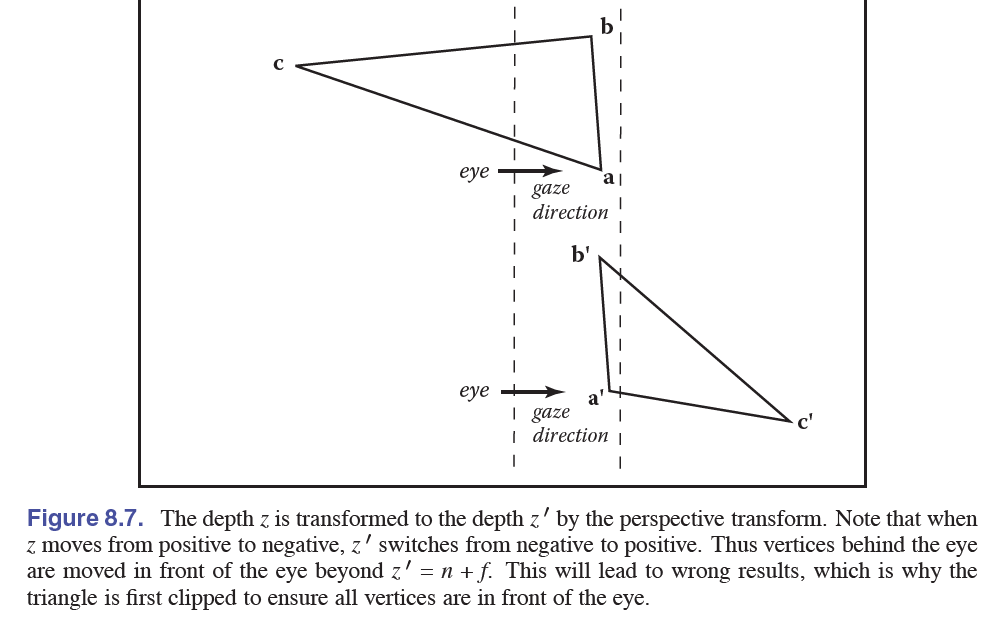 b
c
eye
a
gaze
direction
b'
eye
a'
gaze
c'
direction
Figure 8.7. The depth z is transformed to the depth z′ by the perspective transform. Note that when
z moves from positive to negative, z′ switches from negative to positive. Thus vertices behind the eye
are moved in front of the eye beyond z′ = n + f. This will lead to wrong results, which is why the
triangle is first clipped to ensure all vertices are in front of the eye.